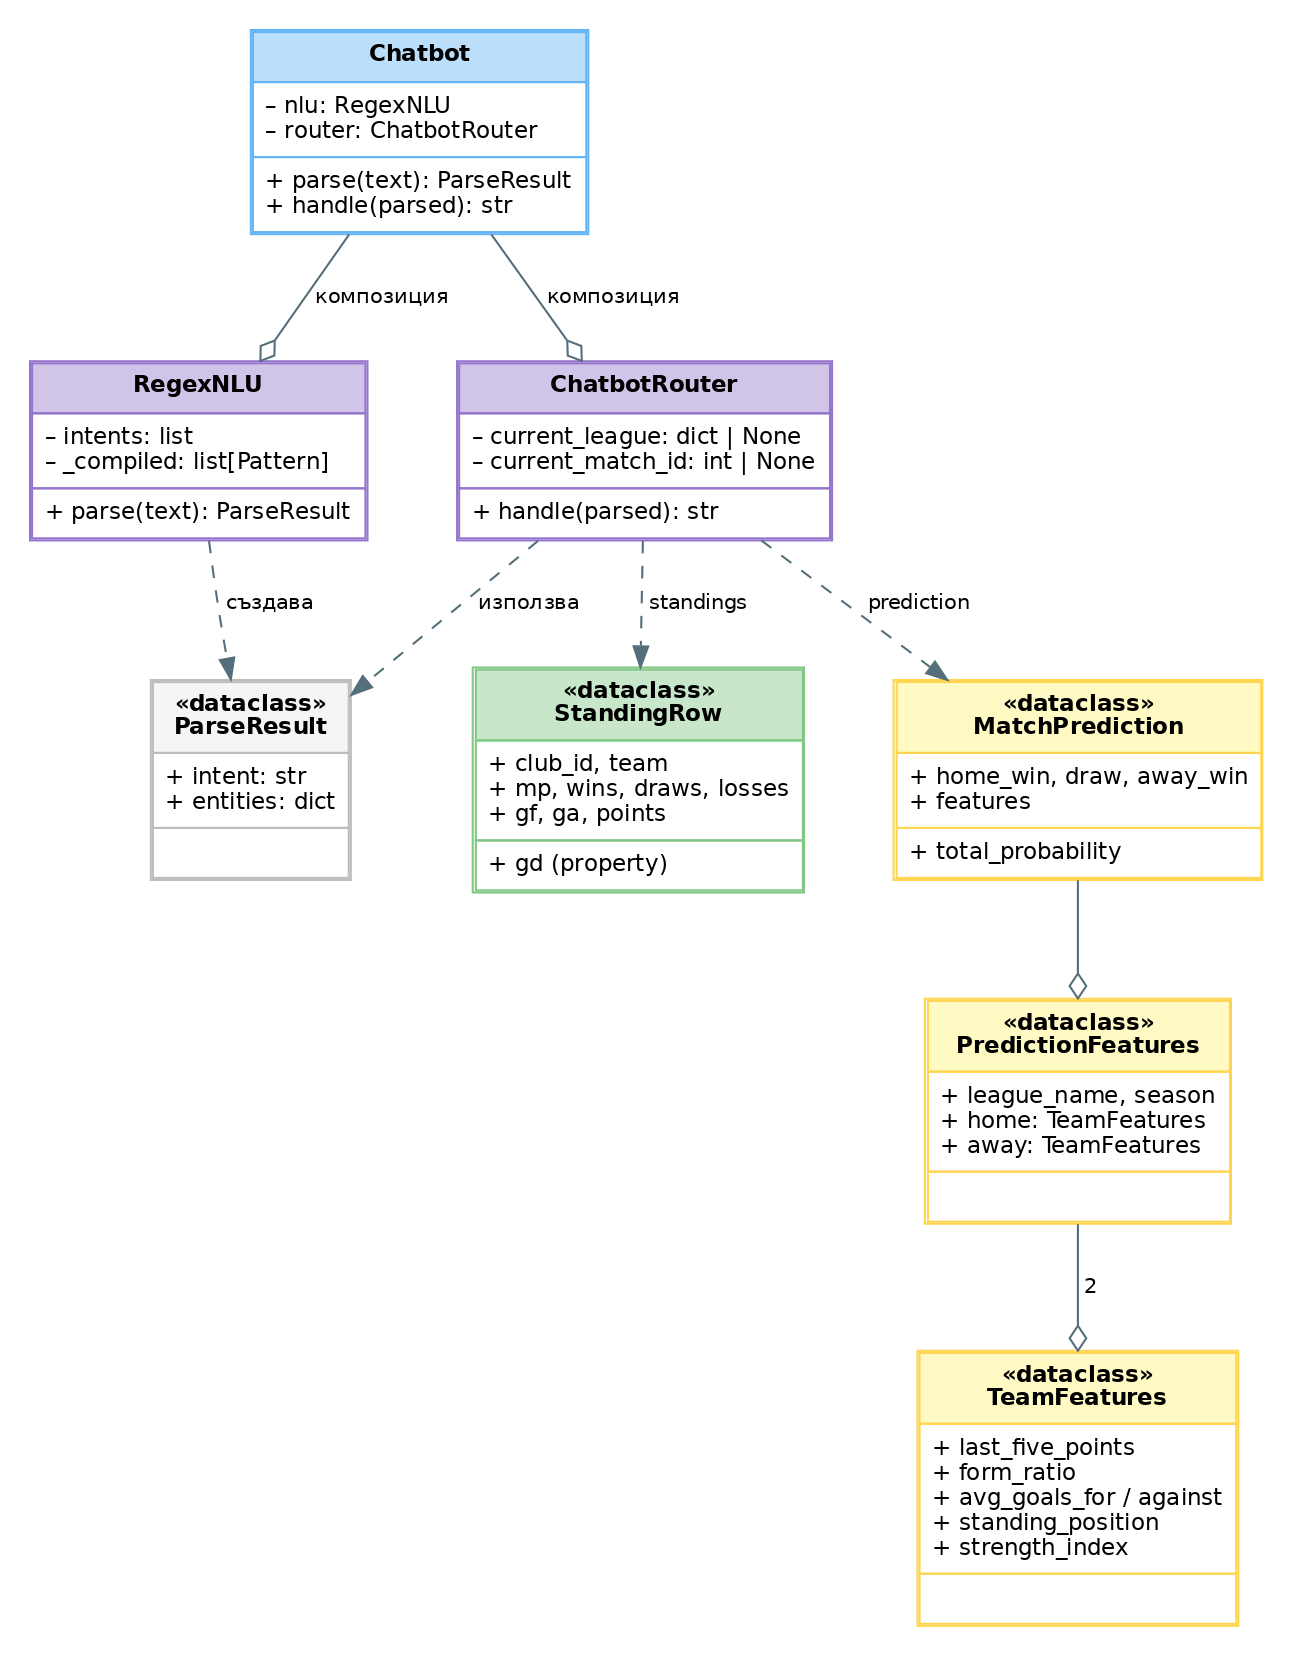 Chatbot
– nlu: RegexNLU
– router: ChatbotRouter
+ parse(text): ParseResult
+ handle(parsed): str
композиция
композиция
RegexNLU
– intents: list
– _compiled: list[Pattern]
+ parse(text): ParseResult
ChatbotRouter
– current_league: dict | None
– current_match_id: int | None
+ handle(parsed): str
създава
използва
standings
prediction
«dataclass»
ParseResult
+ intent: str
+ entities: dict
«dataclass»
StandingRow
+ club_id, team
+ mp, wins, draws, losses
+ gf, ga, points
+ gd (property)
«dataclass»
MatchPrediction
+ home_win, draw, away_win
+ features
+ total_probability
«dataclass»
PredictionFeatures
+ league_name, season
+ home: TeamFeatures
+ away: TeamFeatures
2
«dataclass»
TeamFeatures
+ last_five_points
+ form_ratio
+ avg_goals_for / against
+ standing_position
+ strength_index